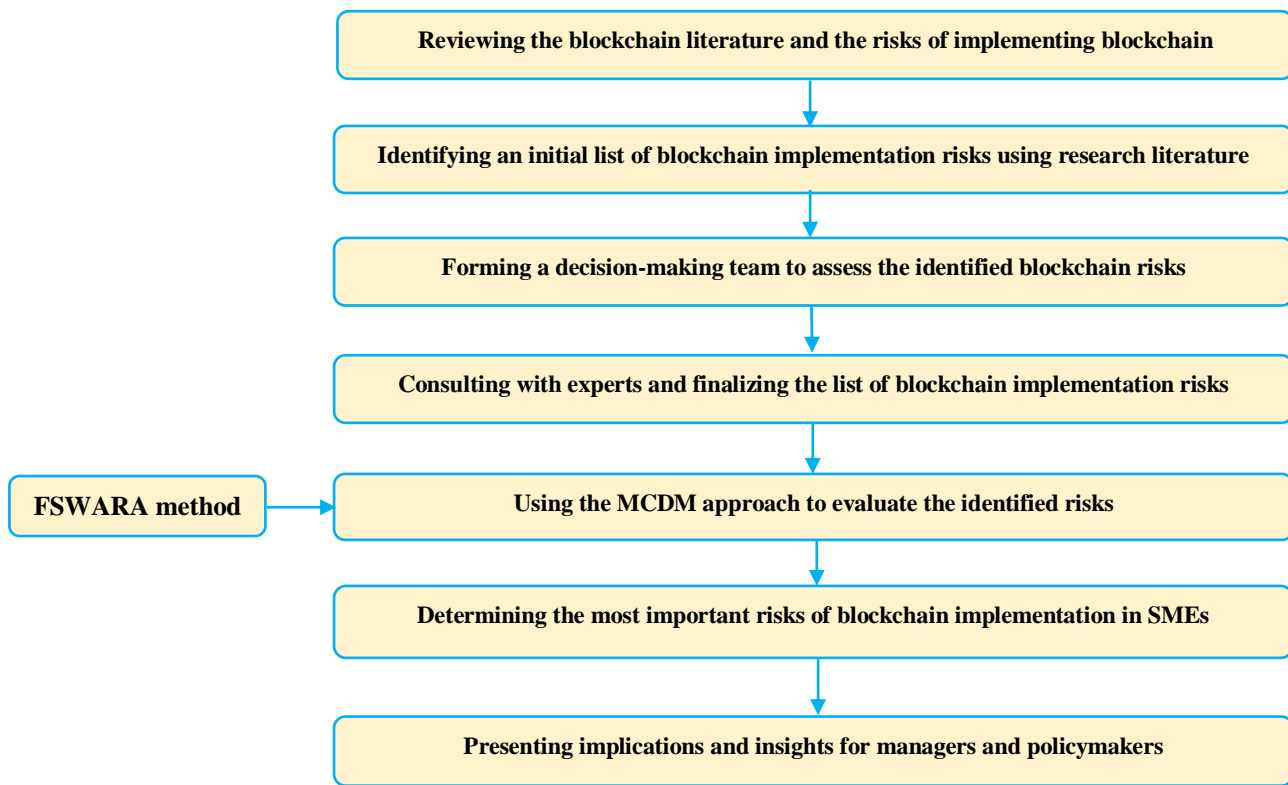 Reviewing the blockchain literature and the risks of implementing blockchain
Identifying an initial list of blockchain implementation risks using research literature
Forming a decision-making team to assess the identified blockchain risks
Consulting with experts and finalizing the list of blockchain implementation risks
FSWARA method
Using the MCDM approach to evaluate the identified risks
Determining the most important risks of blockchain implementation in SMEs
Presenting implications and insights for managers and policymakers